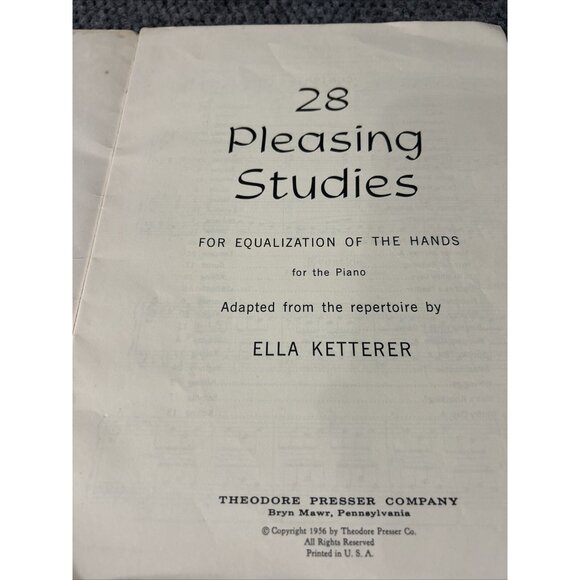 28
Pleasing
Studies
FOR EQUALIZATION OF THE HANDS
for the Piano
Adapted from the repertoire by
ELLA KETTERER
THEODORE PRESSER COMPANY
Bryn Mawr, Pennsylvania
© Copyright 1956 by Theodore Presser Co.
All Rights Reserved
Printed in U. S. A.